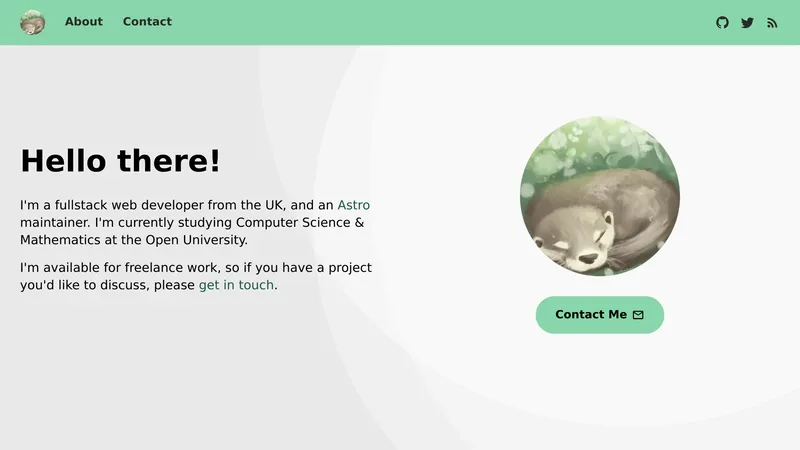 About
Contact
Hello there!
I'm a fullstack web developer from the UK, and an Astro
maintainer. I'm currently studying Computer Science &
Mathematics at the Open University.
I'm available for freelance work, so if you have a project
you'd like to discuss, please get in touch.
Contact Me